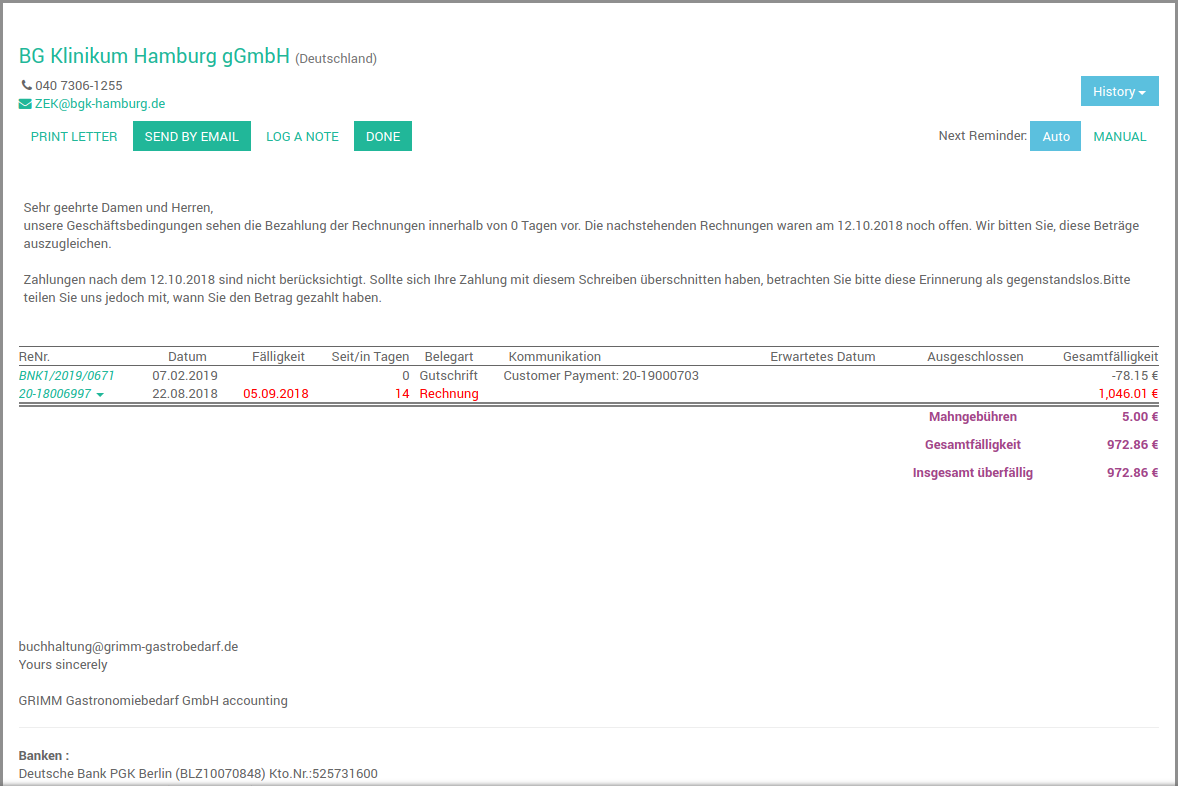 BG Klinikum Hamburg gGmbH (Deutschland)
040 7306-1255
ZEK@bgk-hamburg.de
History
PRINT LETTER SEND BY EMAIL LOG A NOTE DONE Next Reminder: Auto MANUAL
Sehr geehrte Damen und Herren,
unsere Geschäftsbedingungen sehen die Bezahlung der Rechnungen innerhalb von 0 Tagen vor. Die nachstehenden Rechnungen waren am 12.10.2018 noch offen. Wir bitten Sie, diese Beträge
auszugleichen.
Zahlungen nach dem 12.10.2018 sind nicht berücksichtigt. Sollte sich Ihre Zahlung mit diesem Schreiben überschnitten haben, betrachten Sie bitte diese Erinnerung als gegenstandslos.Bitte
teilen Sie uns jedoch mit, wann Sie den Betrag gezahlt haben.
ReNr. Datum Fälligkeit Seit/in Tagen Belegart Kommunikation Erwartetes Datum Ausgeschlossen Gesamtfälligkeit
BNK1/2019/0671 07.02.2019 0 Gutschrift Customer Payment: 20-19000703 -78.15 €
20-18006997 22.08.2018 05.09.2018 14 Rechnung 1,046.01 €
Mahngebühren 5.00 €
Gesamtfälligkeit 972.86 €
Insgesamt überfällig 972.86 €
buchhaltung@grimm-gastrobedarf.de
Yours sincerely
GRIMM Gastronomiebedarf GmbH accounting
Banken :
Deutsche Bank PGK Berlin (BLZ10070848) Kto.Nr.:525731600